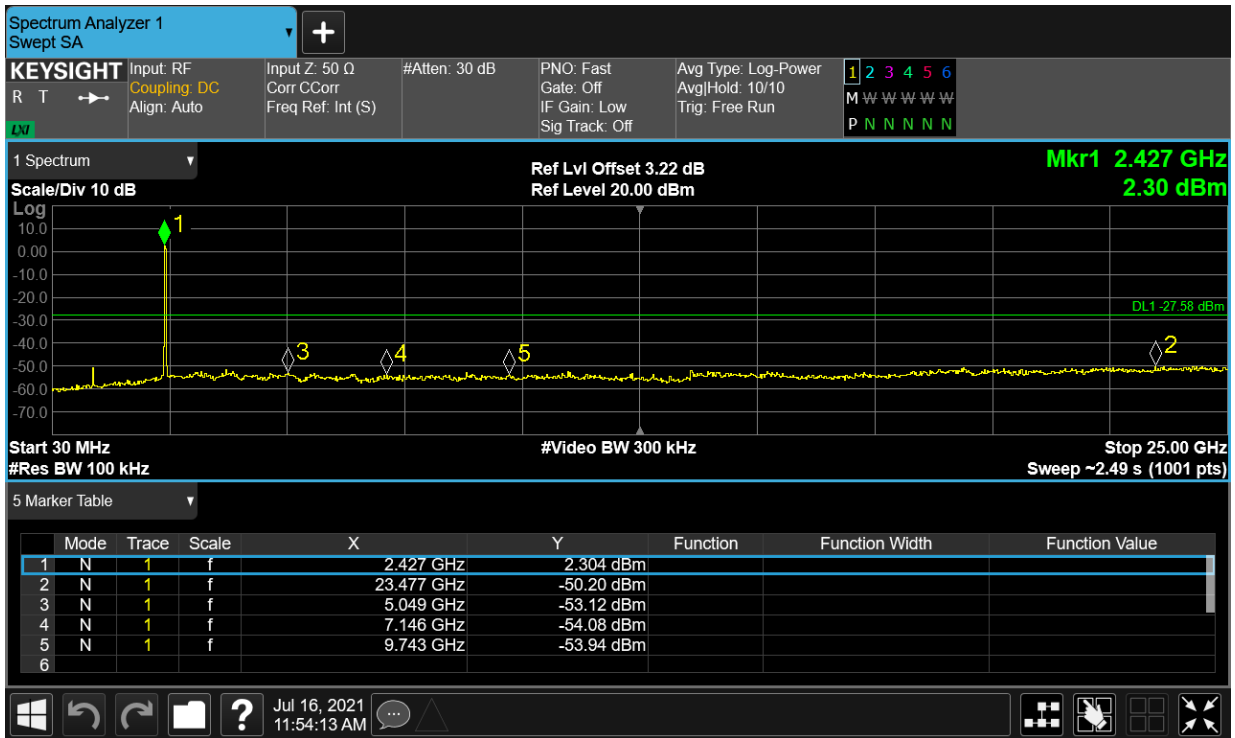 Spectrum Analyzer 1
Swept SA
+
KEYSIGHT
R T
LXI
Input: RF
Coupling: DC
Align: Auto
Input Z: 50 Ω
Corr CCorr
Freq Ref: Int (S)
#Atten: 30 dB
PNO: Fast
Gate: Off
IF Gain: Low
Sig Track: Off
Avg Type: Log-Power
Avg|Hold: 10/10
Trig: Free Run
1 2 3 4 5 6
M W W W W W
P N N N N N
1 Spectrum
Scale/Div 10 dB
Log
Ref Lvl Offset 3.22 dB
Ref Level 20.00 dBm
Mkr1 2.427 GHz
2.30 dBm
10.0
0.00
-10.0
-20.0
-30.0
-40.0
-50.0
-60.0
-70.0
DL1 -27.58 dBm
1
3
4
5
2
Start 30 MHz
#Res BW 100 kHz
#Video BW 300 kHz
Stop 25.00 GHz
Sweep ~2.49 s (1001 pts)
5 Marker Table
Mode Trace Scale X Y Function Function Width Function Value
1 N 1 f 2.427 GHz 2.304 dBm
2 N 1 f 23.477 GHz -50.20 dBm
3 N 1 f 5.049 GHz -53.12 dBm
4 N 1 f 7.146 GHz -54.08 dBm
5 N 1 f 9.743 GHz -53.94 dBm
6
?
Jul 16, 2021
11:54:13 AM